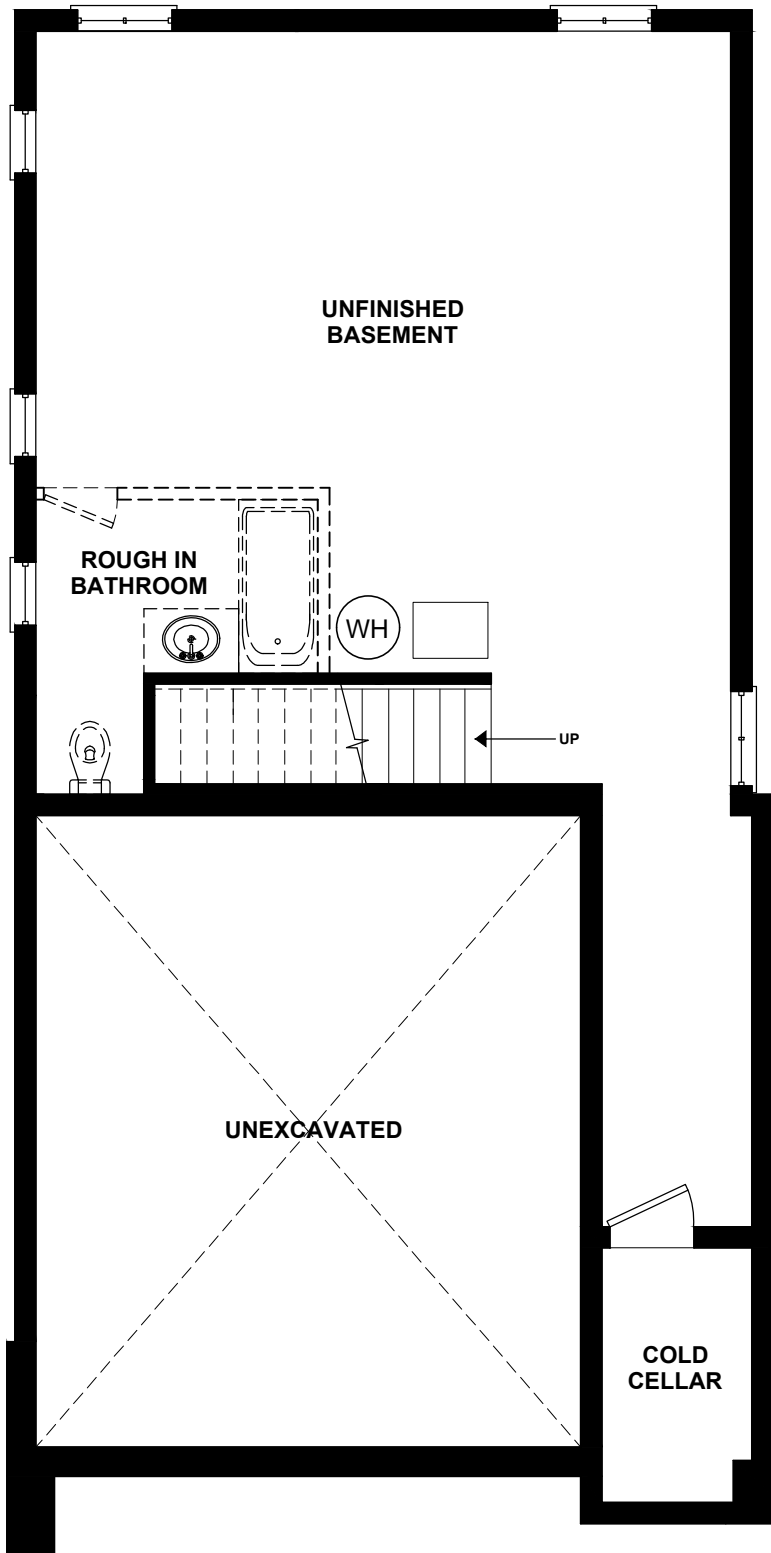 UNFINISHED
BASEMENT
ROUGH IN
BATHROOM
WH
UP
UNEXCAVATED
COLD
CELLAR